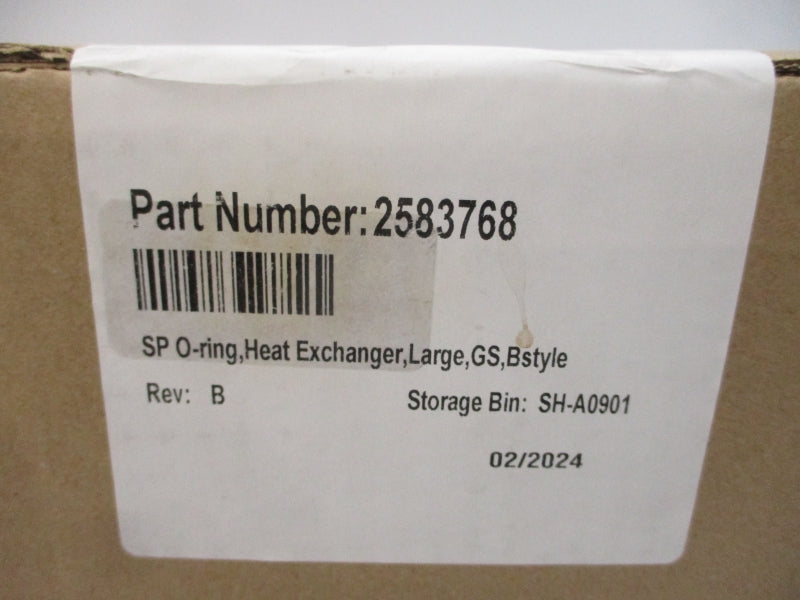 Part Number:2583768
SP O-ring,Heat Exchanger,Large,GS,Bstyle
Rev: B
Storage Bin: SH-A0901
02/2024